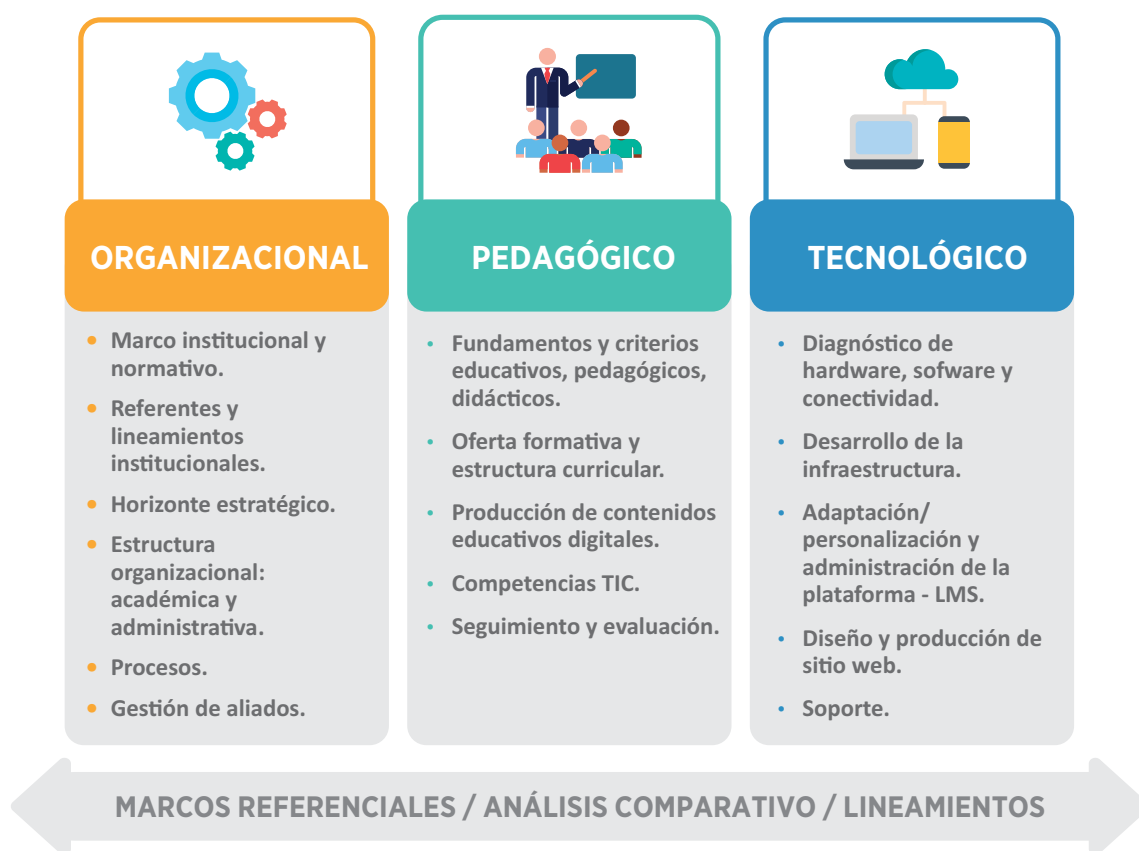 ORGANIZACIONAL
• Marco institucional y
normativo.
• Referentes y
lineamientos
institucionales.
• Horizonte estratégico.
• Estructura
organizacional:
académica y
administrativa.
• Procesos.
• Gestión de aliados.
PEDAGÓGICO
• Fundamentos y criterios
educativos, pedagógicos,
didácticos.
• Oferta formativa y
estructura curricular.
• Producción de contenidos
educativos digitales.
• Competencias TIC.
• Seguimiento y evaluación.
TECNOLÓGICO
• Diagnóstico de
hardware, sofware y
conectividad.
• Desarrollo de la
infraestructura.
• Adaptación/
personalización y
administración de la
plataforma - LMS.
• Diseño y producción de
sitio web.
• Soporte.
MARCOS REFERENCIALES / ANÁLISIS COMPARATIVO / LINEAMIENTOS